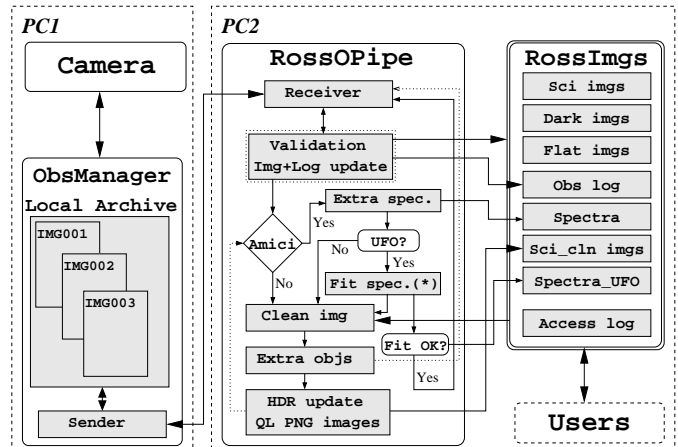 PC1
Camera
ObsManager
Local Archive
IMG001
IMG002
IMG003
Sender
PC2
RossOPipe
Receiver
Validation
Img+Log update
Amici
Yes
No
Extra spec.
UFO?
No
Yes
Fit spec.(*)
Clean img
Fit OK?
Yes
Extra objs
HDR update
QL PNG images
RossImgs
Sci imgs
Dark imgs
Flat imgs
Obs log
Spectra
Sci_cln imgs
Spectra_UFO
Access log
Users